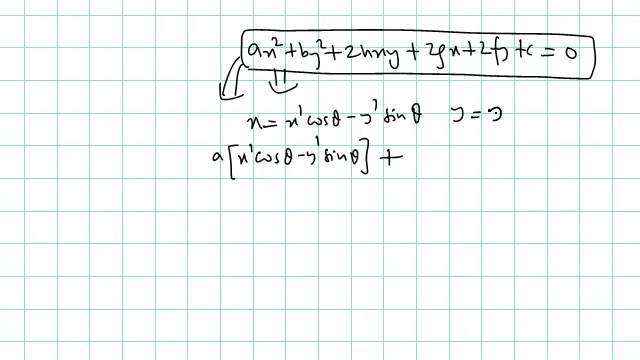 ax² + by² + 2hxy + 2gx + 2fy + c = 0
x = x' cosθ - y' sinθ y = 
a[x' cosθ - y' sinθ] +